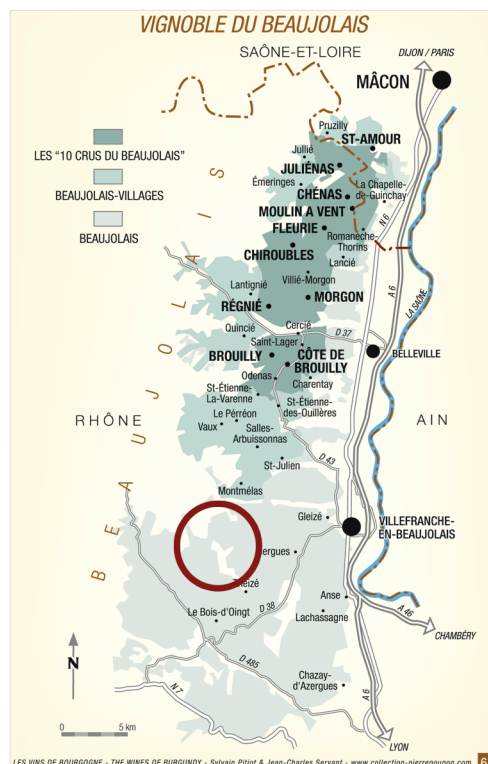 VIGNOBLE DU BEAUJOLAIS
SAÔNE-ET-LOIRE
DIJON / PARIS
MÂCON
Pruzilly
ST-AMOUR
LES "10 CRUS DU BEAUJOLAIS"
Jullié
JULIÉNAS
Émeringes
BEAUJOLAIS-VILLAGES
CHÉNAS
La Chapelle-
de-Guinchay
MOULIN A VENT
BEAUJOLAIS
FLEURIE
N 6
Romanèche-
Thorins
CHIROUBLES
Lancié
Villié-Morgon
A 6
LA SAÔNE
Lantignié
MORGON
RÉGNIÉ
Quincié
Cercié
D 37
Saint-Lager
BELLEVILLE
BROUILLY
CÔTE DE
BROUILLY
Odenas
Charentay
St-Étienne-
La-Varenne
St-Étienne-
des-Ouillères
RHÔNE
AIN
Le Pérréon
Vaux
Salles-
Arbuissonnas
D 43
St-Julien
Montmélas
BEAUJOLAIS
Gleizé
VILLEFRANCHE-
EN-BEAUJOLAIS
ergues
Anse
Le Bois-d'Oingt
D 38
Lachassagne
A 46
CHAMBÉRY
N
D 485
Chazay-
d'Azergues
N 7
A 6
0 5 km
LYON
LES VINS DE BOURGOGNE - THE WINES OF BURGUNDY - Sylvain Pitiot & Jean-Charles Servant - www.collection-pierrepoupon.com
6